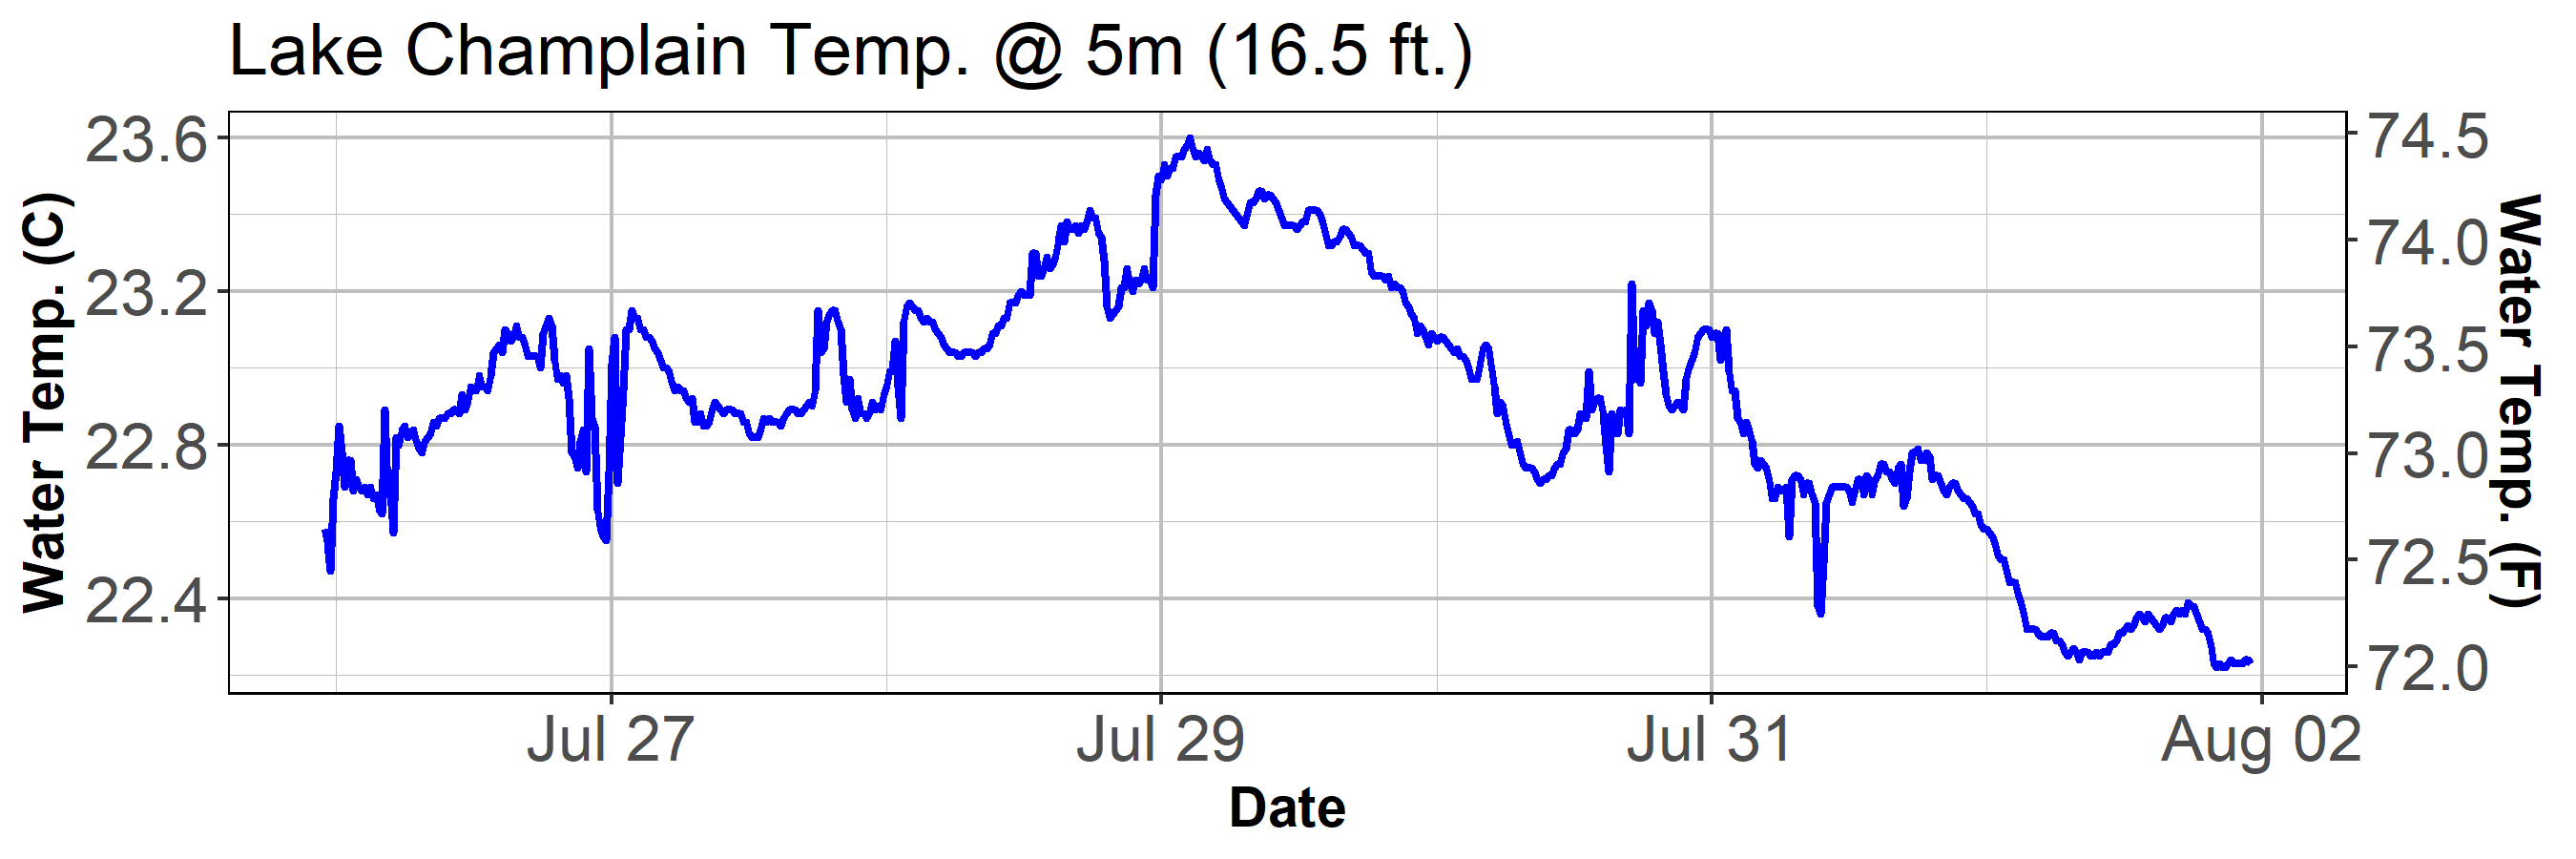 Lake Champlain Temp. @ 5m (16.5 ft.)
Water Temp. (C)
23.6
23.2
22.8
22.4
74.5
74.0
73.5
73.0
72.5
72.0
Water Temp. (F)
Jul 27
Jul 29
Jul 31
Aug 02
Date